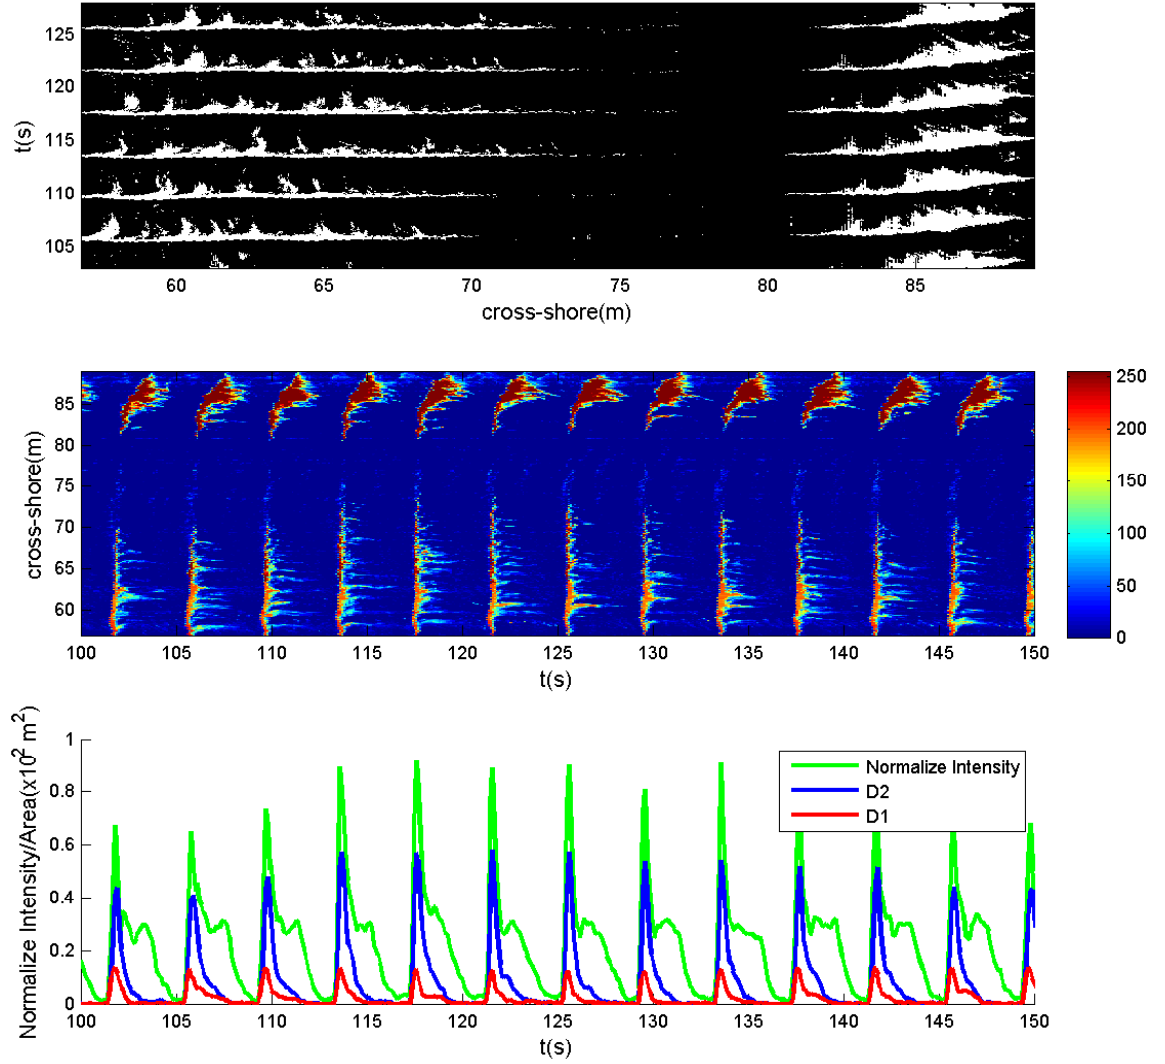 125
120
115
110
105
t(s)
60 65 70 75 80 85
cross-shore(m)
85
80
75
70
65
60
cross-shore(m)
100 105 110 115 120 125 130 135 140 145 150
t(s)
250
200
150
100
50
0
1
0.8
0.6
0.4
0.2
0
Normalize Intensity/Area(x10² m²)
Normalize Intensity
D2
D1
100 105 110 115 120 125 130 135 140 145 150
t(s)